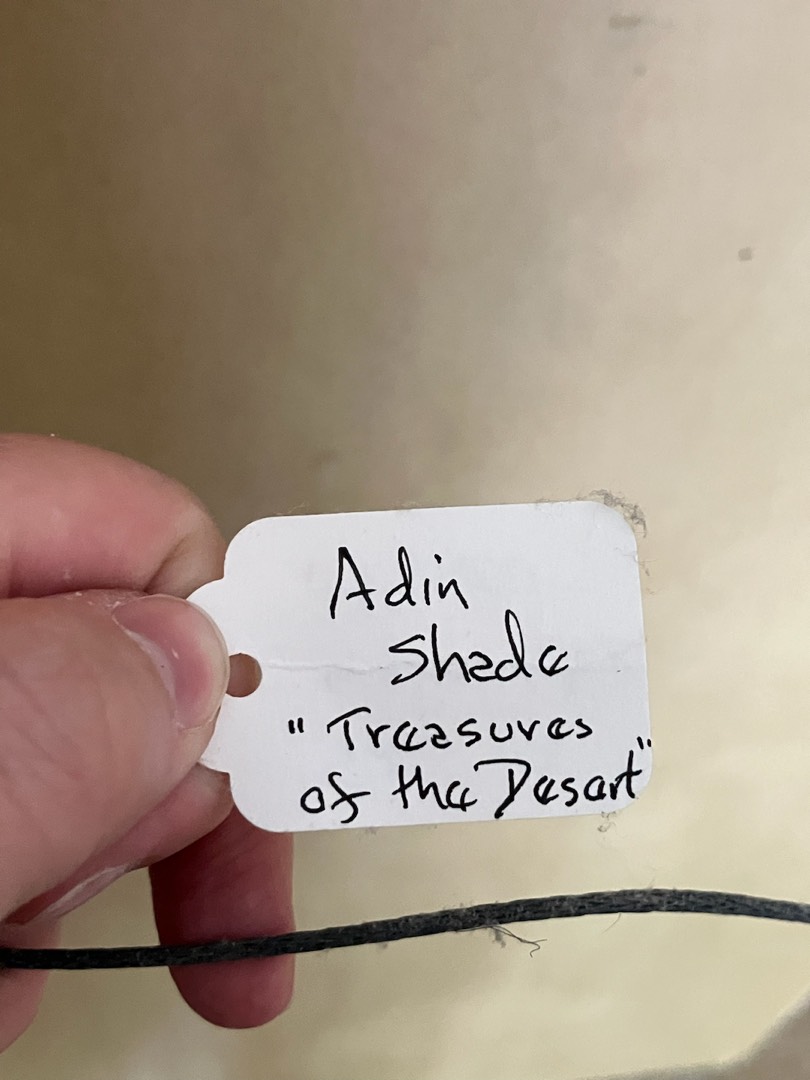 Adin
Shade
"Treasures
of the Desert"